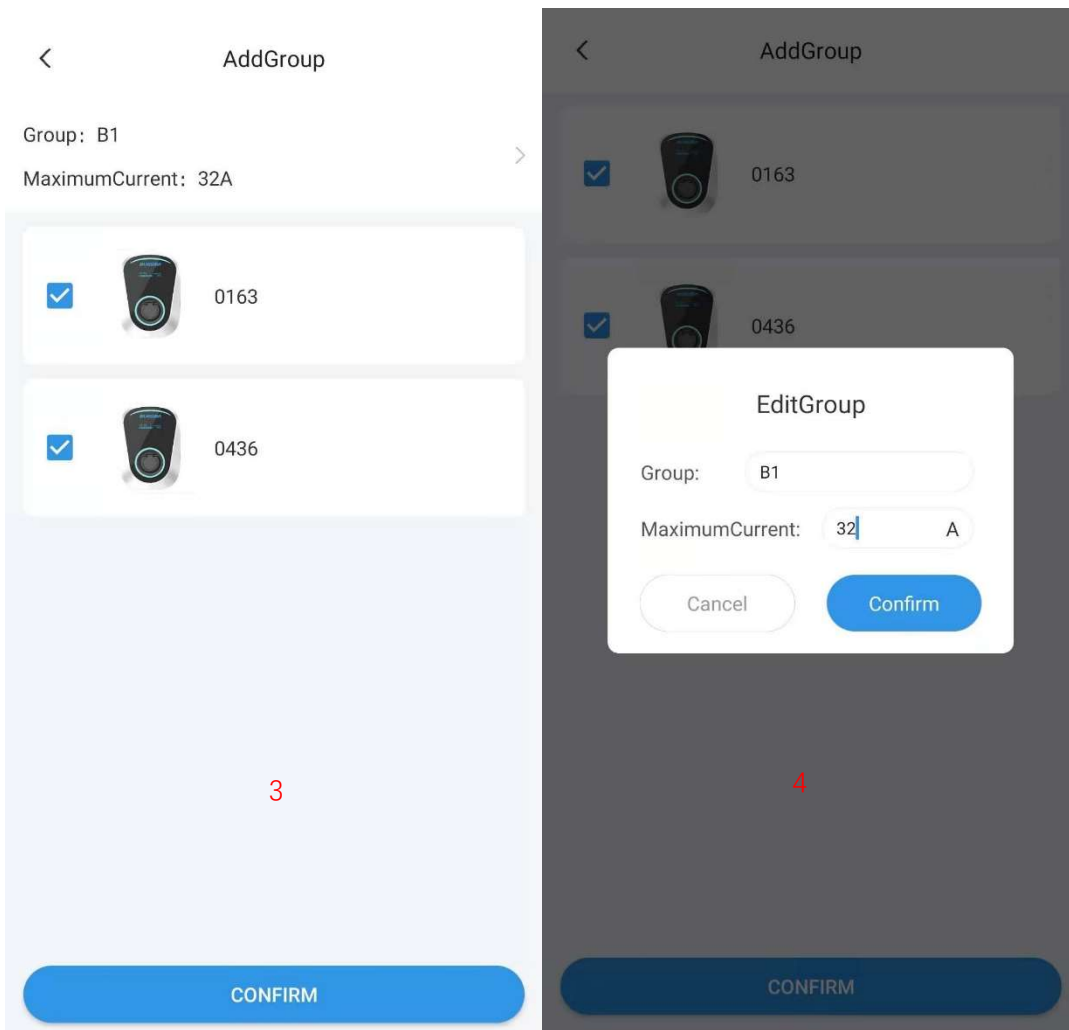 AddGroup
Group: B1
MaximumCurrent: 32A
0163
0436
3
CONFIRM
AddGroup
0163
0436
EditGroup
Group: B1
MaximumCurrent: 32 A
Cancel Confirm
4
CONFIRM